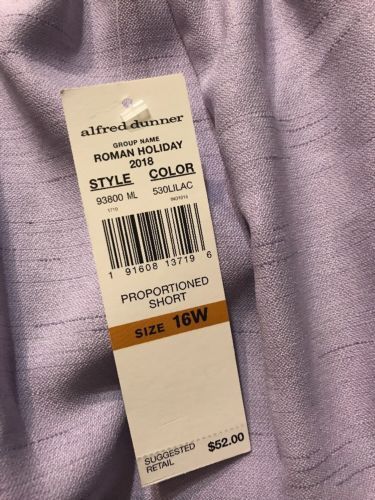 alfred dunner
GROUP NAME
ROMAN HOLIDAY
2018
STYLE COLOR
93800 ML 530LILAC
1710
1 91608 13719 6
PROPORTIONED
SHORT
SIZE 16W
SUGGESTED
RETAIL $52.00